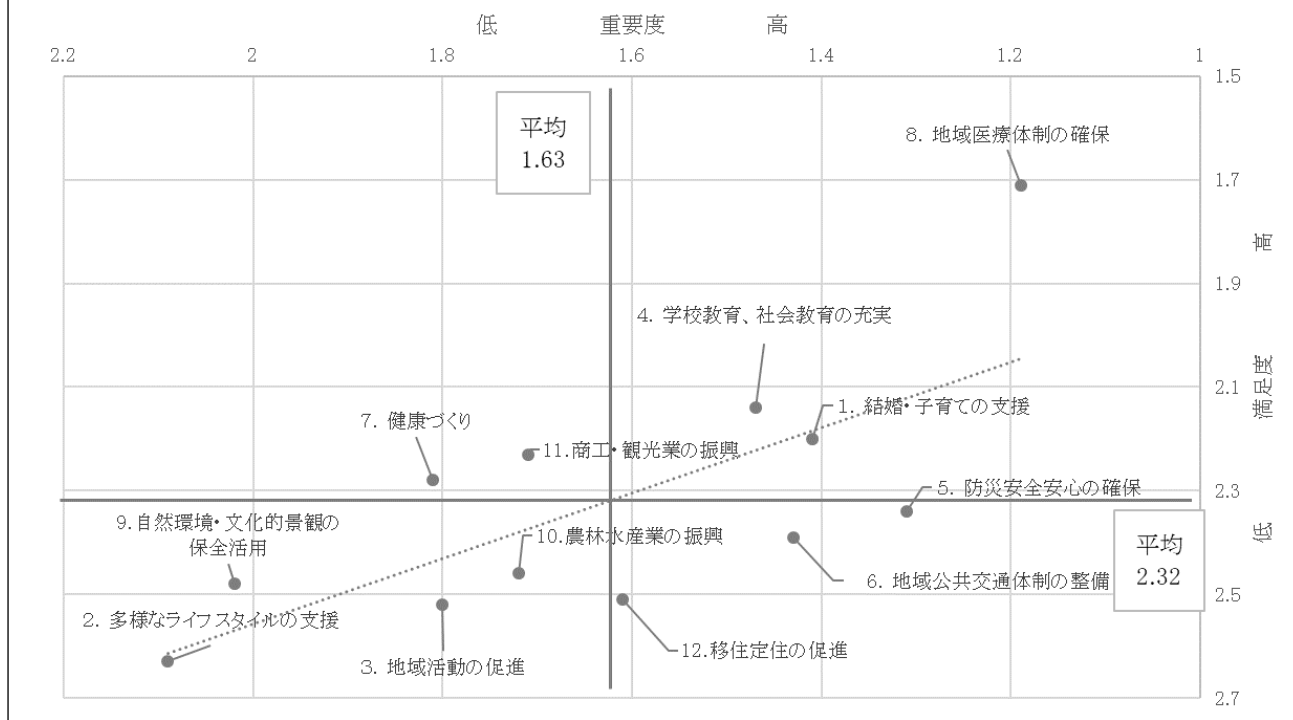 低 重要度 高
2.2 2 1.8 1.6 1.4 1.2 1
1.5
1.7
1.9
2.1
2.3
2.5
2.7
高
満足度
低
平均
1.63
8. 地域医療体制の確保
4. 学校教育、社会教育の充実
1. 結婚・子育ての支援
7. 健康づくり
11.商工・観光業の振興
5. 防災安全安心の確保
9.自然環境・文化的景観の
保全活用
10.農林水産業の振興
平均
2.32
6. 地域公共交通体制の整備
2. 多様なライフスタイルの支援
12.移住定住の促進
3. 地域活動の促進